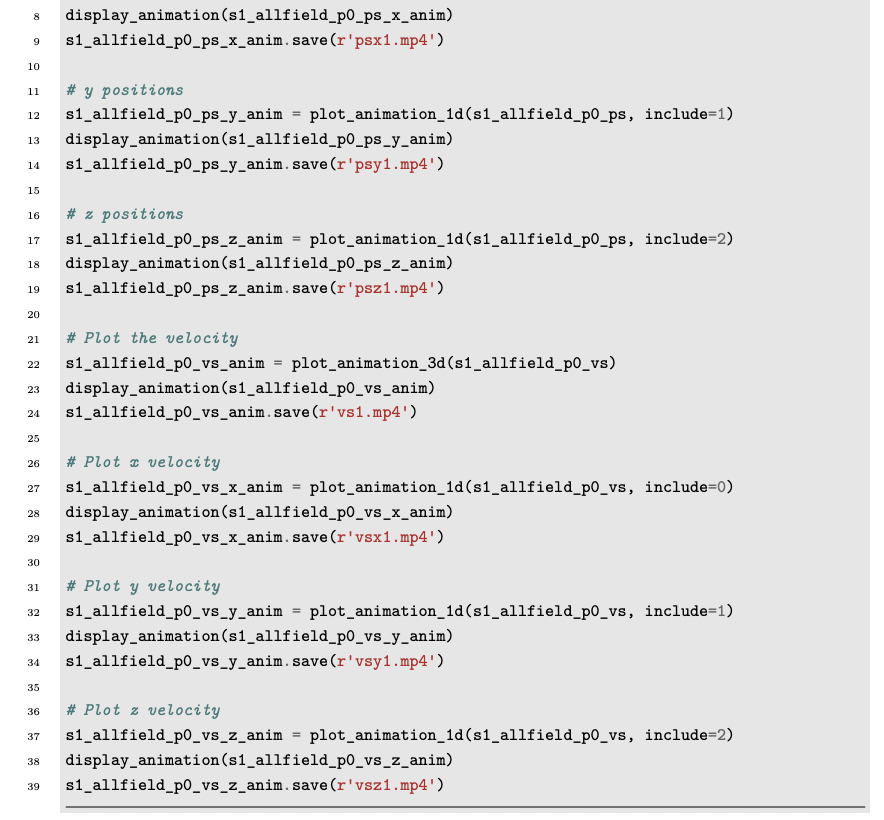 8 display_animation(s1_allfield_p0_ps_x_anim)
9 s1_allfield_p0_ps_x_anim.save(r'psx1.mp4')
10
11 # y positions
12 s1_allfield_p0_ps_y_anim = plot_animation_1d(s1_allfield_p0_ps, include=1)
13 display_animation(s1_allfield_p0_ps_y_anim)
14 s1_allfield_p0_ps_y_anim.save(r'psy1.mp4')
15
16 # z positions
17 s1_allfield_p0_ps_z_anim = plot_animation_1d(s1_allfield_p0_ps, include=2)
18 display_animation(s1_allfield_p0_ps_z_anim)
19 s1_allfield_p0_ps_z_anim.save(r'psz1.mp4')
20
21 # Plot the velocity
22 s1_allfield_p0_vs_anim = plot_animation_3d(s1_allfield_p0_vs)
23 display_animation(s1_allfield_p0_vs_anim)
24 s1_allfield_p0_vs_anim.save(r'vs1.mp4')
25
26 # Plot x velocity
27 s1_allfield_p0_vs_x_anim = plot_animation_1d(s1_allfield_p0_vs, include=0)
28 display_animation(s1_allfield_p0_vs_x_anim)
29 s1_allfield_p0_vs_x_anim.save(r'vsx1.mp4')
30
31 # Plot y velocity
32 s1_allfield_p0_vs_y_anim = plot_animation_1d(s1_allfield_p0_vs, include=1)
33 display_animation(s1_allfield_p0_vs_y_anim)
34 s1_allfield_p0_vs_y_anim.save(r'vsy1.mp4')
35
36 # Plot z velocity
37 s1_allfield_p0_vs_z_anim = plot_animation_1d(s1_allfield_p0_vs, include=2)
38 display_animation(s1_allfield_p0_vs_z_anim)
39 s1_allfield_p0_vs_z_anim.save(r'vsz1.mp4')